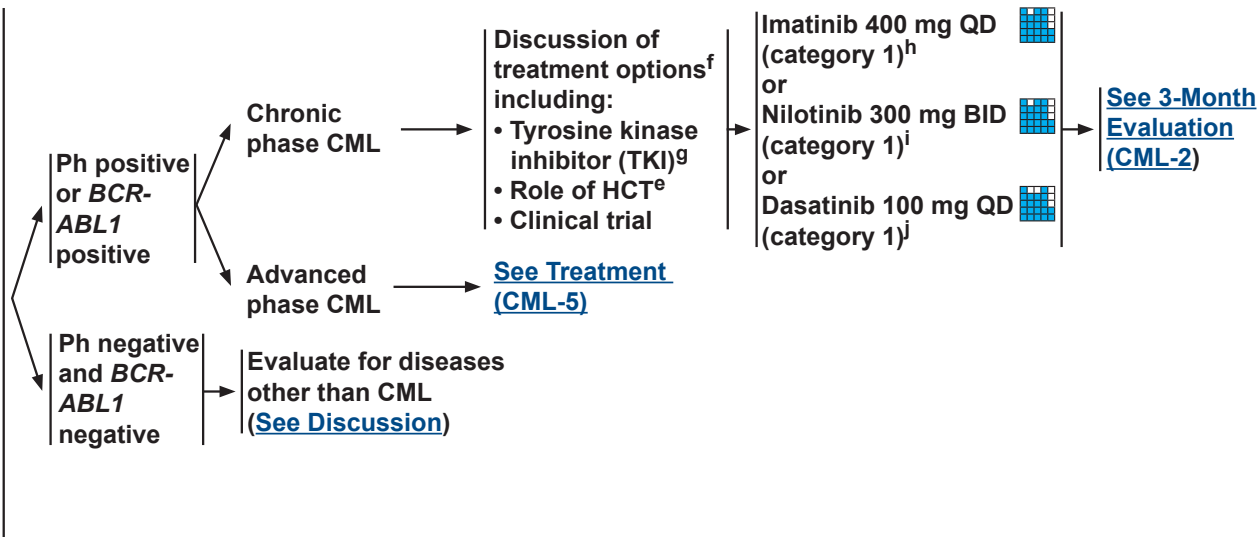 Ph positive
or BCR-
ABL1
positive
Chronic
phase CML
Discussion of
treatment optionsᶠ
including:
• Tyrosine kinase
inhibitor (TKI)ᵍ
• Role of HCTᵉ
• Clinical trial
Imatinib 400 mg QD
(category 1)ʰ
or
Nilotinib 300 mg BID
(category 1)ⁱ
or
Dasatinib 100 mg QD
(category 1)ʲ
See 3-Month
Evaluation
(CML-2)
Advanced
phase CML
See Treatment
(CML-5)
Ph negative
and BCR-
ABL1
negative
Evaluate for diseases
other than CML
(See Discussion)